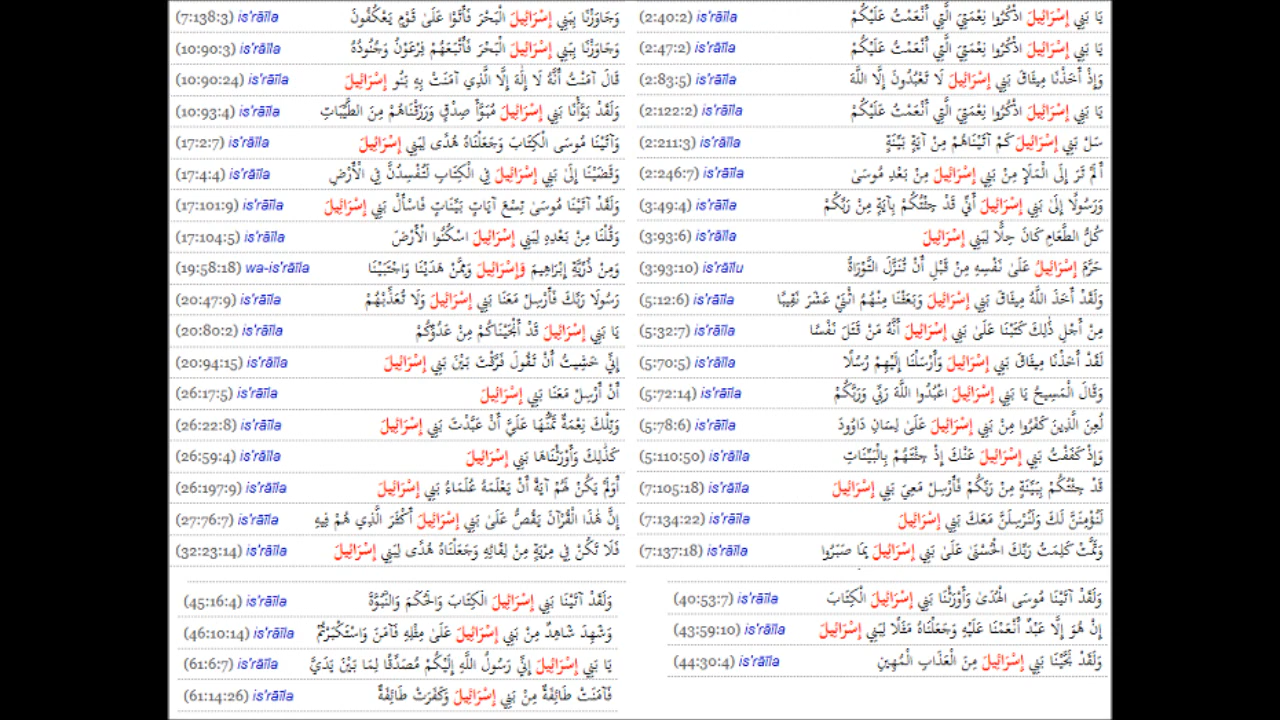 (2:40:2) is'rāīla يَا بَنِي إِسْرَائِيلَ اذْكُرُوا نِعْمَتِيَ الَّتِي أَنْعَمْتُ عَلَيْكُمْ
(2:47:2) is'rāīla يَا بَنِي إِسْرَائِيلَ اذْكُرُوا نِعْمَتِيَ الَّتِي أَنْعَمْتُ عَلَيْكُمْ
(2:83:5) is'rāīla وَإِذْ أَخَذْنَا مِيثَاقَ بَنِي إِسْرَائِيلَ لَا تَعْبُدُونَ إِلَّا اللَّهَ
(2:122:2) is'rāīla يَا بَنِي إِسْرَائِيلَ اذْكُرُوا نِعْمَتِيَ الَّتِي أَنْعَمْتُ عَلَيْكُمْ
(2:211:3) is'rāīla سَلْ بَنِي إِسْرَائِيلَ كَمْ آتَيْنَاهُمْ مِنْ آيَةٍ بَيِّنَةٍ
(2:246:7) is'rāīla أَلَمْ تَرَ إِلَى الْمَلَإِ مِنْ بَنِي إِسْرَائِيلَ مِنْ بَعْدِ مُوسَىٰ
(3:49:4) is'rāīla وَرَسُولًا إِلَىٰ بَنِي إِسْرَائِيلَ أَنِّي قَدْ جِئْتُكُمْ بِآيَةٍ مِنْ رَبِّكُمْ
(3:93:6) is'rāīla كُلُّ الطَّعَامِ كَانَ حِلًّا لِبَنِي إِسْرَائِيلَ
(3:93:10) is'rāīlu حَرَّمَ إِسْرَائِيلُ عَلَىٰ نَفْسِهِ مِنْ قَبْلِ أَنْ تُنَزَّلَ التَّوْرَاةُ
(5:12:6) is'rāīla وَلَقَدْ أَخَذَ اللَّهُ مِيثَاقَ بَنِي إِسْرَائِيلَ وَبَعَثْنَا مِنْهُمُ اثْنَيْ عَشَرَ نَقِيبًا
(5:32:7) is'rāīla مِنْ أَجْلِ ذَٰلِكَ كَتَبْنَا عَلَىٰ بَنِي إِسْرَائِيلَ أَنَّهُ مَنْ قَتَلَ نَفْسًا
(5:70:5) is'rāīla لَقَدْ أَخَذْنَا مِيثَاقَ بَنِي إِسْرَائِيلَ وَأَرْسَلْنَا إِلَيْهِمْ رُسُلًا
(5:72:14) is'rāīla وَقَالَ الْمَسِيحُ يَا بَنِي إِسْرَائِيلَ اعْبُدُوا اللَّهَ رَبِّي وَرَبَّكُمْ
(5:78:6) is'rāīla لُعِنَ الَّذِينَ كَفَرُوا مِنْ بَنِي إِسْرَائِيلَ عَلَىٰ لِسَانِ دَاوُودَ
(5:110:50) is'rāīla وَإِذْ كَفَفْتُ بَنِي إِسْرَائِيلَ عَنْكَ إِذْ جِئْتَهُمْ بِالْبَيِّنَاتِ
(7:105:18) is'rāīla قَدْ جِئْتُكُمْ بِبَيِّنَةٍ مِنْ رَبِّكُمْ فَأَرْسِلْ مَعِيَ بَنِي إِسْرَائِيلَ
(7:134:22) is'rāīla لَنُؤْمِنَنَّ لَكَ وَلَنُرْسِلَنَّ مَعَكَ بَنِي إِسْرَائِيلَ
(7:137:18) is'rāīla وَتَمَّتْ كَلِمَتُ رَبِّكَ الْحُسْنَىٰ عَلَىٰ بَنِي إِسْرَائِيلَ بِمَا صَبَرُوا
(7:138:3) is'rāīla وَجَاوَزْنَا بِبَنِي إِسْرَائِيلَ الْبَحْرَ فَأَتَوْا عَلَىٰ قَوْمٍ يَعْكُفُونَ
(10:90:3) is'rāīla وَجَاوَزْنَا بِبَنِي إِسْرَائِيلَ الْبَحْرَ فَأَتْبَعَهُمْ فِرْعَوْنُ وَجُنُودُهُ
(10:90:24) is'rāīla قَالَ آمَنْتُ أَنَّهُ لَا إِلَٰهَ إِلَّا الَّذِي آمَنَتْ بِهِ بَنُو إِسْرَائِيلَ
(10:93:4) is'rāīla وَلَقَدْ بَوَّأْنَا بَنِي إِسْرَائِيلَ مُبَوَّأَ صِدْقٍ وَرَزَقْنَاهُمْ مِنَ الطَّيِّبَاتِ
(17:2:7) is'rāīla وَآتَيْنَا مُوسَى الْكِتَابَ وَجَعَلْنَاهُ هُدًى لِبَنِي إِسْرَائِيلَ
(17:4:4) is'rāīla وَقَضَيْنَا إِلَىٰ بَنِي إِسْرَائِيلَ فِي الْكِتَابِ لَتُفْسِدُنَّ فِي الْأَرْضِ
(17:101:9) is'rāīla وَلَقَدْ آتَيْنَا مُوسَىٰ تِسْعَ آيَاتٍ بَيِّنَاتٍ فَاسْأَلْ بَنِي إِسْرَائِيلَ
(17:104:5) is'rāīla وَقُلْنَا مِنْ بَعْدِهِ لِبَنِي إِسْرَائِيلَ اسْكُنُوا الْأَرْضَ
(19:58:18) wa-is'rāīla وَمِنْ ذُرِّيَّةِ إِبْرَاهِيمَ وَإِسْرَائِيلَ وَمِمَّنْ هَدَيْنَا وَاجْتَبَيْنَا
(20:47:9) is'rāīla رَسُولَا رَبِّكَ فَأَرْسِلْ مَعَنَا بَنِي إِسْرَائِيلَ وَلَا تُعَذِّبْهُمْ
(20:80:2) is'rāīla يَا بَنِي إِسْرَائِيلَ قَدْ أَنْجَيْنَاكُمْ مِنْ عَدُوِّكُمْ
(20:94:15) is'rāīla إِنِّي خَشِيتُ أَنْ تَقُولَ فَرَّقْتَ بَيْنَ بَنِي إِسْرَائِيلَ
(26:17:5) is'rāīla أَنْ أَرْسِلْ مَعَنَا بَنِي إِسْرَائِيلَ
(26:22:8) is'rāīla وَتِلْكَ نِعْمَةٌ تَمُنُّهَا عَلَيَّ أَنْ عَبَّدْتَ بَنِي إِسْرَائِيلَ
(26:59:4) is'rāīla كَذَٰلِكَ وَأَوْرَثْنَاهَا بَنِي إِسْرَائِيلَ
(26:197:9) is'rāīla أَوَلَمْ يَكُنْ لَهُمْ آيَةً أَنْ يَعْلَمَهُ عُلَمَاءُ بَنِي إِسْرَائِيلَ
(27:76:7) is'rāīla إِنَّ هَٰذَا الْقُرْآنَ يَقُصُّ عَلَىٰ بَنِي إِسْرَائِيلَ أَكْثَرَ الَّذِي هُمْ فِيهِ
(32:23:14) is'rāīla فَلَا تَكُنْ فِي مِرْيَةٍ مِنْ لِقَائِهِ وَجَعَلْنَاهُ هُدًى لِبَنِي إِسْرَائِيلَ
(40:53:7) is'rāīla وَلَقَدْ آتَيْنَا مُوسَى الْهُدَىٰ وَأَوْرَثْنَا بَنِي إِسْرَائِيلَ الْكِتَابَ
(43:59:10) is'rāīla إِنْ هُوَ إِلَّا عَبْدٌ أَنْعَمْنَا عَلَيْهِ وَجَعَلْنَاهُ مَثَلًا لِبَنِي إِسْرَائِيلَ
(44:30:4) is'rāīla وَلَقَدْ نَجَّيْنَا بَنِي إِسْرَائِيلَ مِنَ الْعَذَابِ الْمُهِينِ
(45:16:4) is'rāīla وَلَقَدْ آتَيْنَا بَنِي إِسْرَائِيلَ الْكِتَابَ وَالْحُكْمَ وَالنُّبُوَّةَ
(46:10:14) is'rāīla وَشَهِدَ شَاهِدٌ مِنْ بَنِي إِسْرَائِيلَ عَلَىٰ مِثْلِهِ فَآمَنَ وَاسْتَكْبَرْتُمْ
(61:6:7) is'rāīla يَا بَنِي إِسْرَائِيلَ إِنِّي رَسُولُ اللَّهِ إِلَيْكُمْ مُصَدِّقًا لِمَا بَيْنَ يَدَيَّ
(61:14:26) is'rāīla فَآمَنَتْ طَائِفَةٌ مِنْ بَنِي إِسْرَائِيلَ وَكَفَرَتْ طَائِفَةٌ